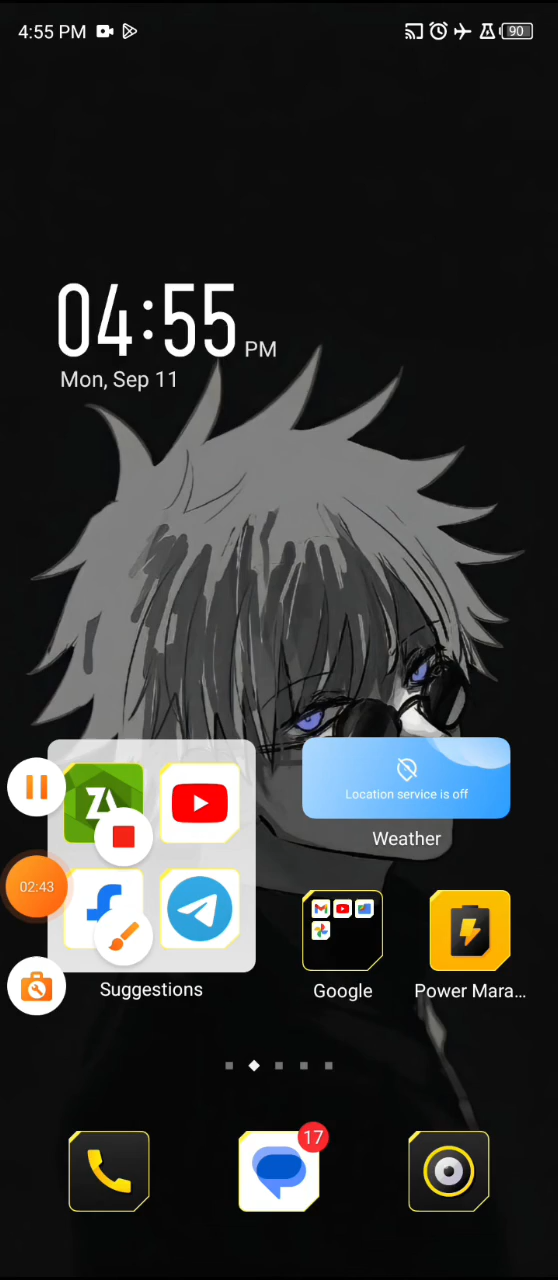 4:55 PM
90
04:55 PM
Mon, Sep 11
Location service is off
Weather
02:43
Suggestions
Google
Power Mara...
17